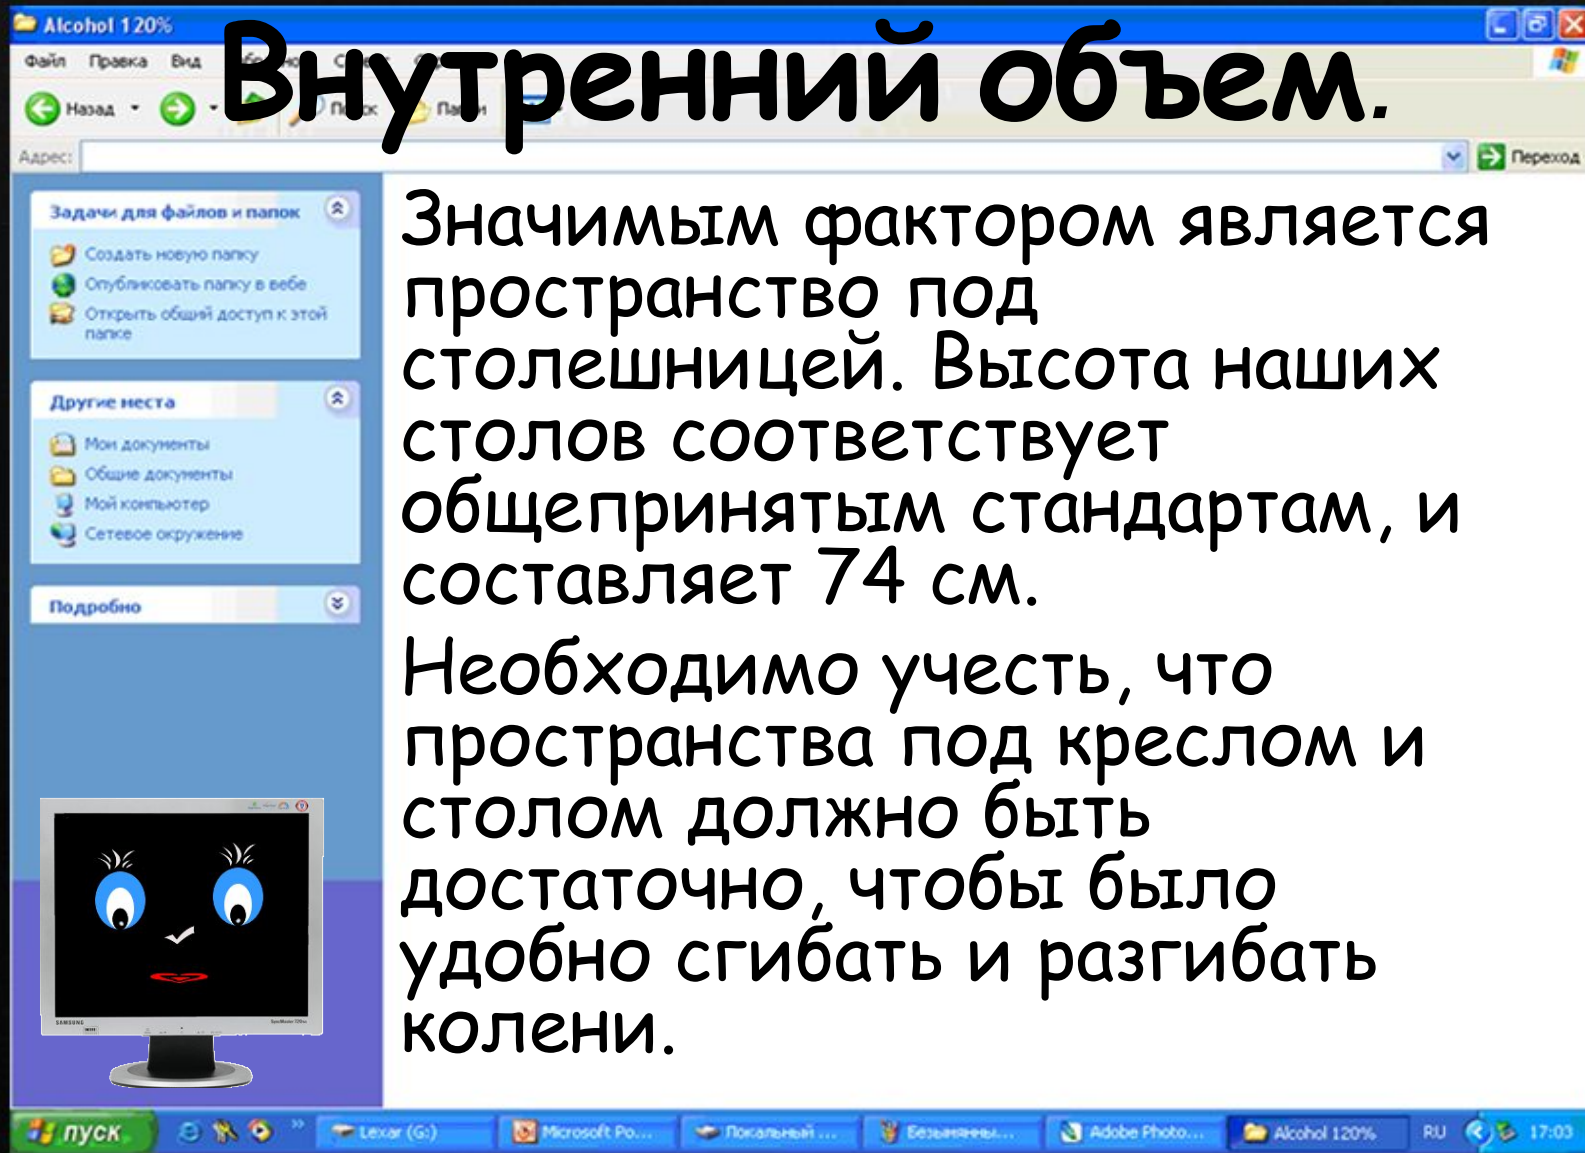 Alcohol 120%
Внутренний объем.
Файл Правка Вид
Назад
Адрес:
Переход
Задачи для файлов и папок
Создать новую папку
Опубликовать папку в вебе
Открыть общий доступ к этой
папке
Другие места
Мои документы
Общие документы
Мой компьютер
Сетевое окружение
Подробно
Значимым фактором является
пространство под
столешницей. Высота наших
столов соответствует
общепринятым стандартам, и
составляет 74 см.
Необходимо учесть, что
пространства под креслом и
столом должно быть
достаточно, чтобы было
удобно сгибать и разгибать
колени.
SAMSUNG
пуск
Lexar (G:)
Microsoft Po...
Локальный ...
Безымянны...
Adobe Photo...
Alcohol 120%
RU
17:03